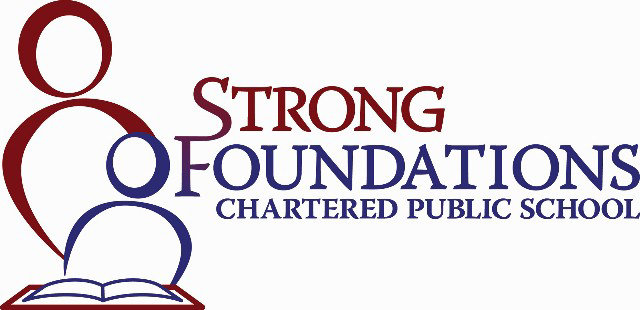 STRONG
FOUNDATIONS
CHARTERED PUBLIC SCHOOL